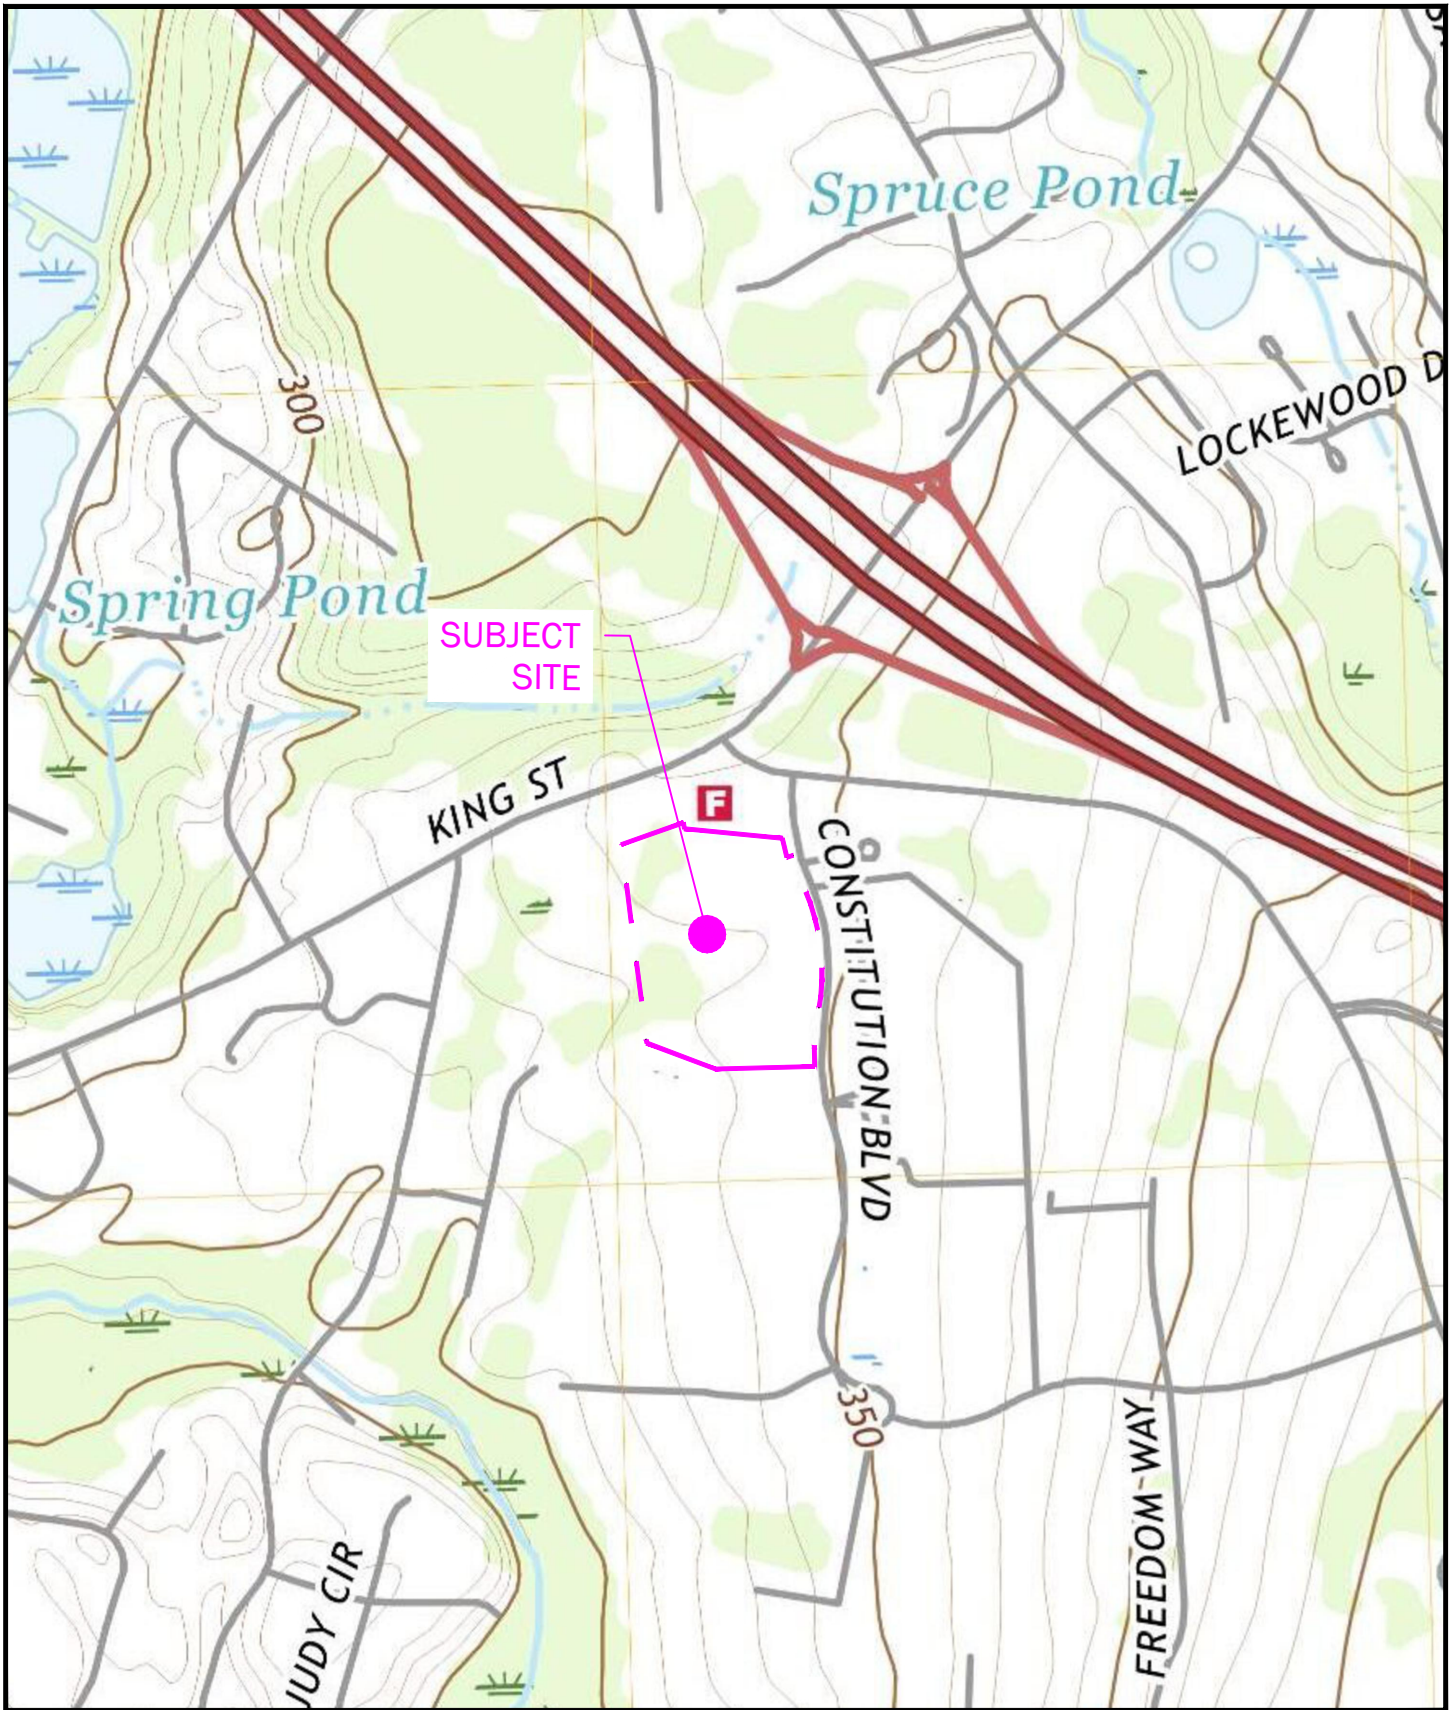 Spruce Pond
LOCKEWOOD D
300
Spring Pond
SUBJECT
SITE
KING ST
F
CONSTITUTION BLVD
350
FREEDOM WAY
JUDY CIR